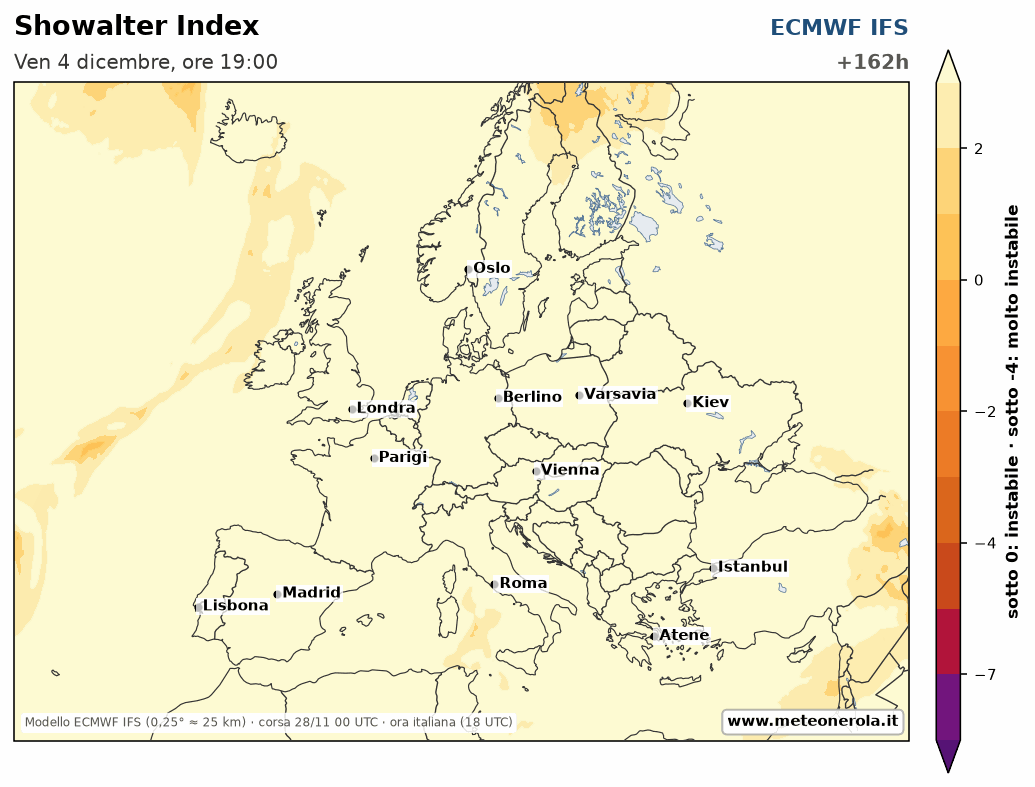 Showalter Index
ECMWF IFS
Ven 4 dicembre, ore 19:00
+162h
2
0
−2
−4
−7
sotto 0: instabile · sotto -4: molto instabile
Oslo
Londra
Berlino
Varsavia
Kiev
Parigi
Vienna
Istanbul
Roma
Madrid
Lisbona
Atene
Modello ECMWF IFS (0,25° ≈ 25 km) · corsa 28/11 00 UTC · ora italiana (18 UTC)
www.meteonerola.it